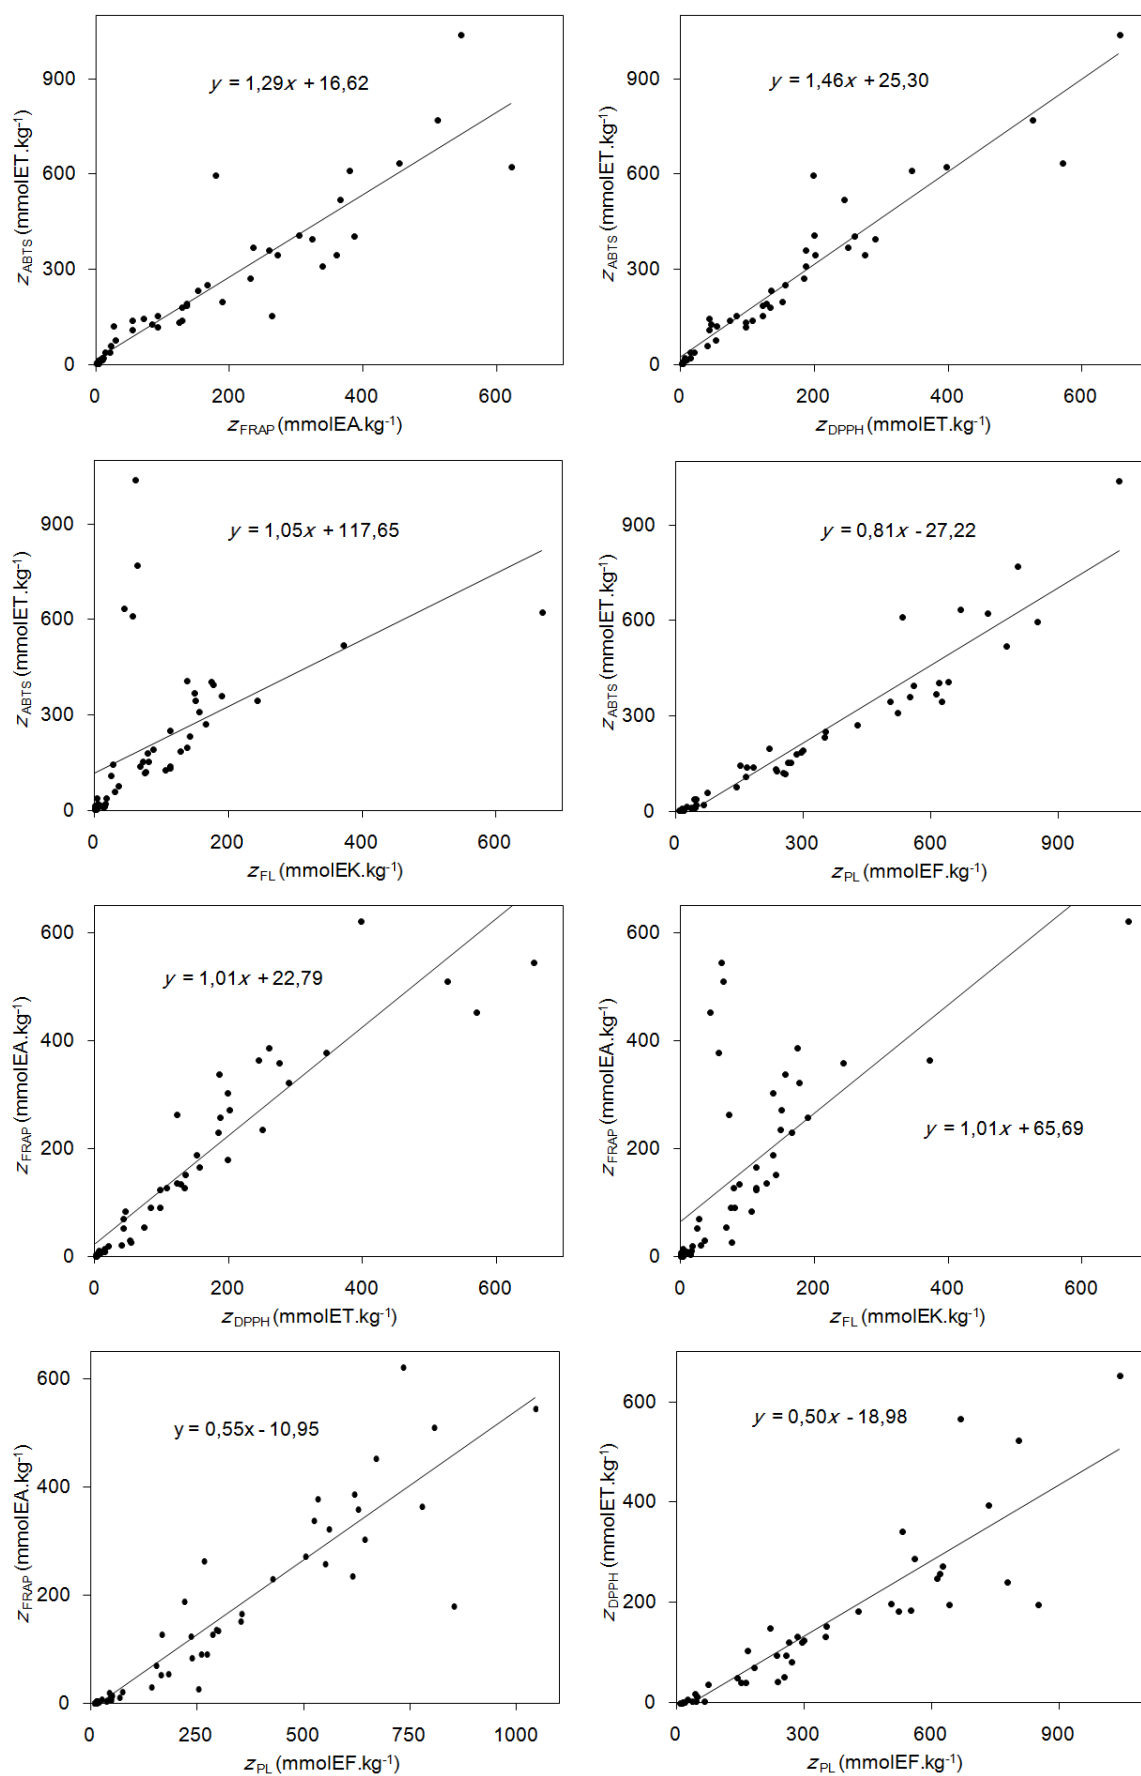 y = 1,29x + 16,62
900
600
300
0
0 200 400 600
zABTS (mmolET.kg-1)
zFRAP (mmolEA.kg-1)
y = 1,46x + 25,30
900
600
300
0
0 200 400 600
zABTS (mmolET.kg-1)
zDPPH (mmolET.kg-1)
y = 1,05x + 117,65
900
600
300
0
0 200 400 600
zABTS (mmolET.kg-1)
zFL (mmolEK.kg-1)
y = 0,81x - 27,22
900
600
300
0
0 300 600 900
zABTS (mmolET.kg-1)
zPL (mmolEF.kg-1)
y = 1,01x + 22,79
600
400
200
0
0 200 400 600
zFRAP (mmolEA.kg-1)
zDPPH (mmolET.kg-1)
y = 1,01x + 65,69
600
400
200
0
0 200 400 600
zFRAP (mmolEA.kg-1)
zFL (mmolEK.kg-1)
y = 0,55x - 10,95
600
400
200
0
0 250 500 750 1000
zFRAP (mmolEA.kg-1)
zPL (mmolEF.kg-1)
y = 0,50x - 18,98
600
400
200
0
0 300 600 900
zDPPH (mmolET.kg-1)
zPL (mmolEF.kg-1)